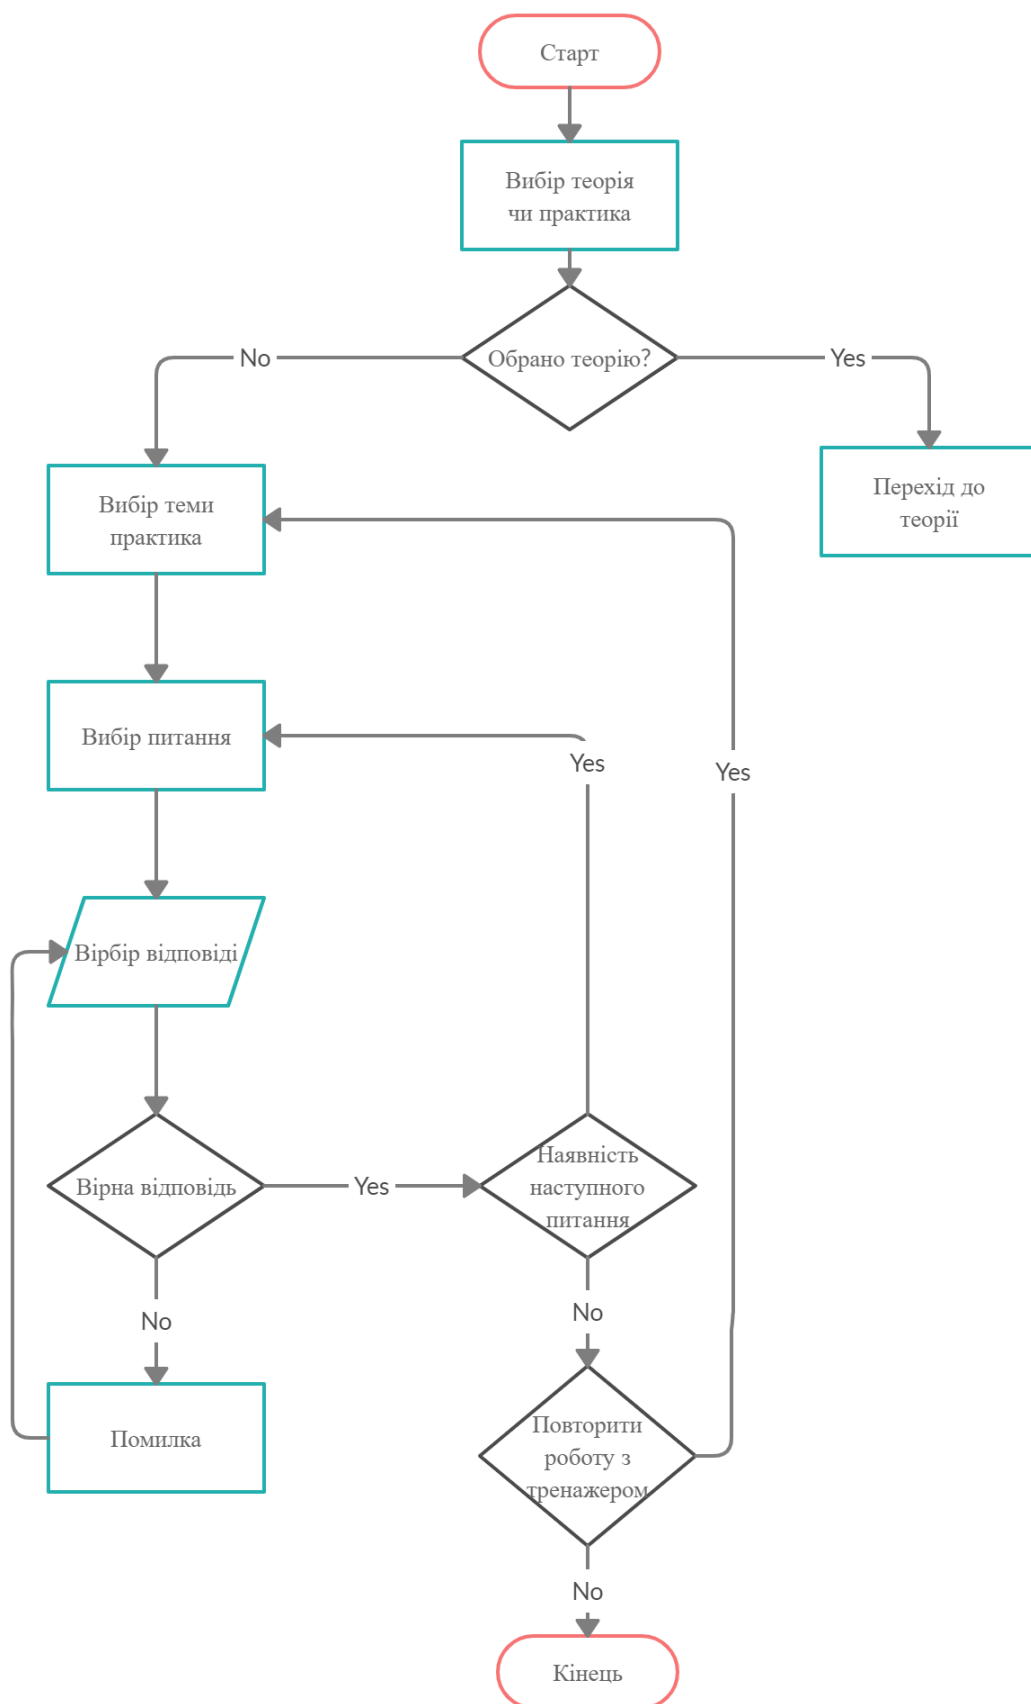 Старт
Вибір теорія
чи практика
Обрано теорію?
No
Yes
Вибір теми
практика
Перехід до
теорії
Вибір питання
Yes
Yes
Вірбір відповіді
Вірна відповідь
Yes
Наявність
наступного
питання
No
No
Помилка
Повторити
роботу з
тренажером
No
Кінець